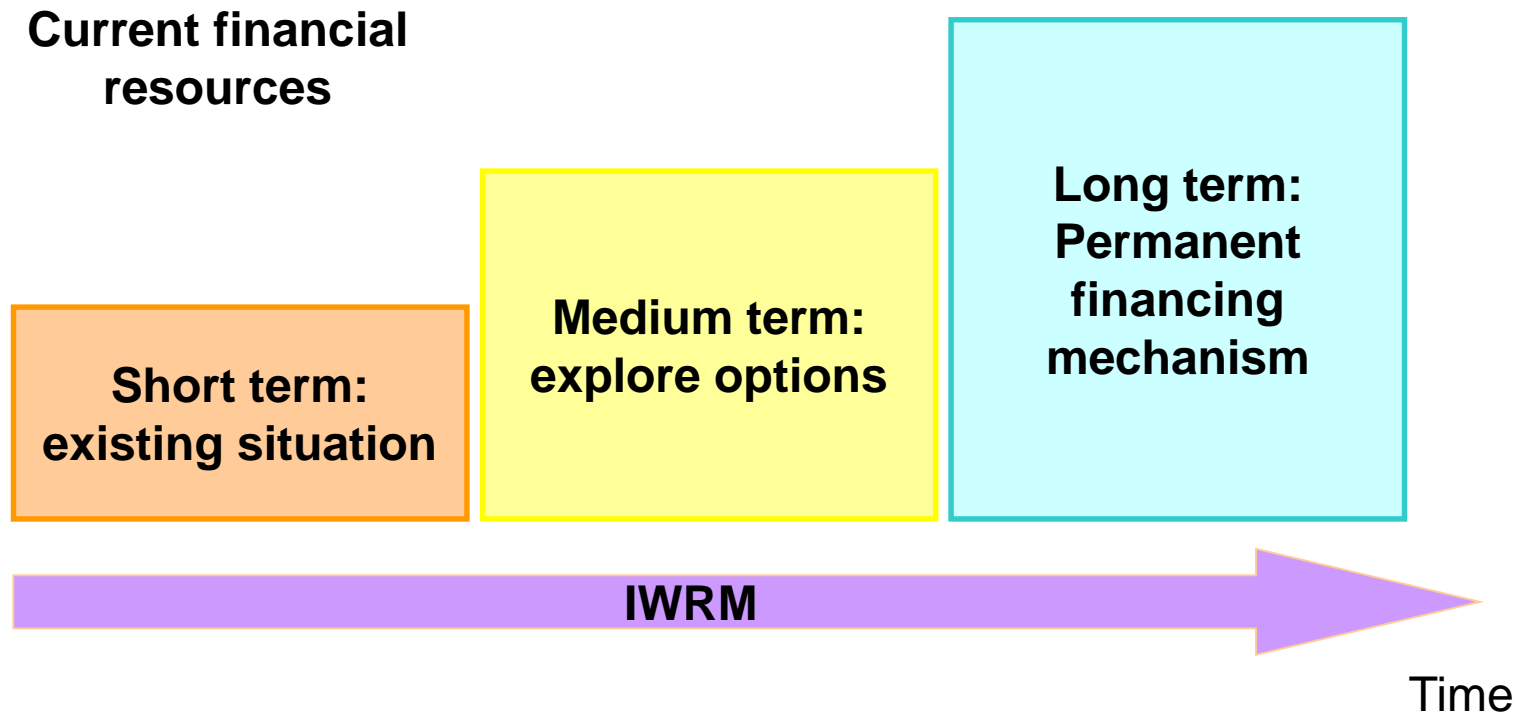 Current financial
resources
Short term:
existing situation
Medium term:
explore options
Long term:
Permanent
financing
mechanism
IWRM
Time